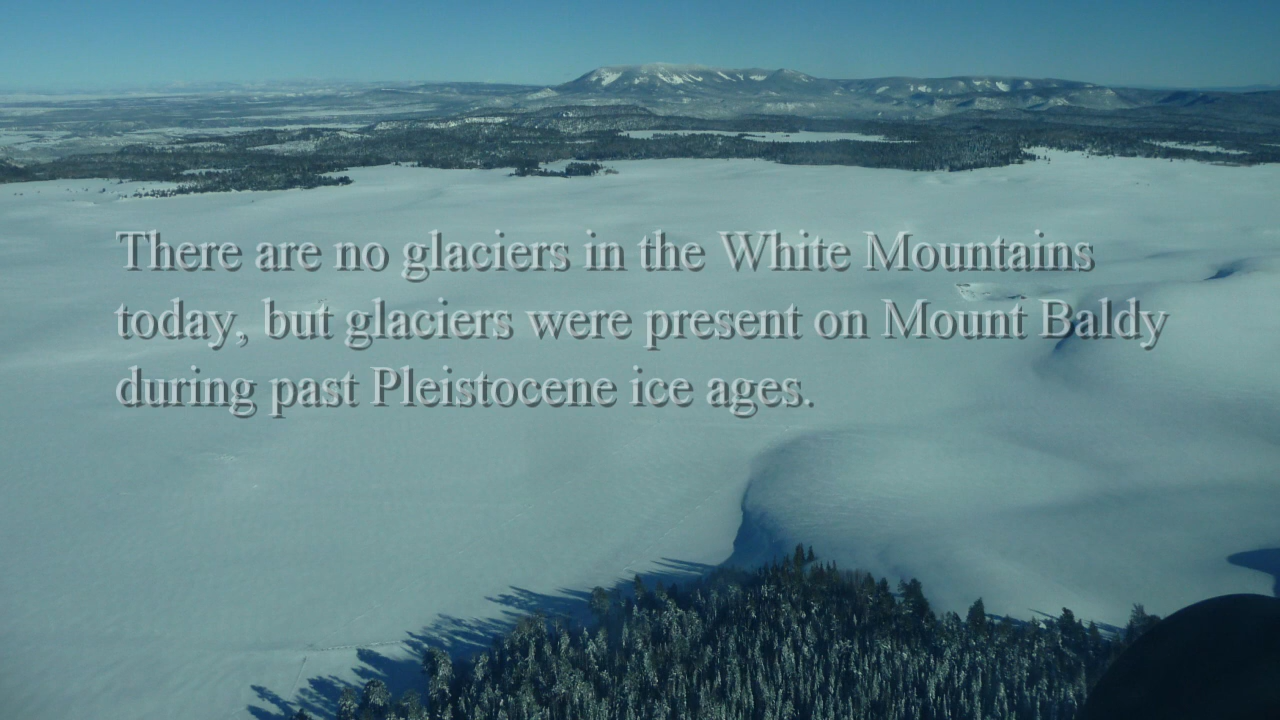 There are no glaciers in the White Mountains
today, but glaciers were present on Mount Baldy
during past Pleistocene ice ages.